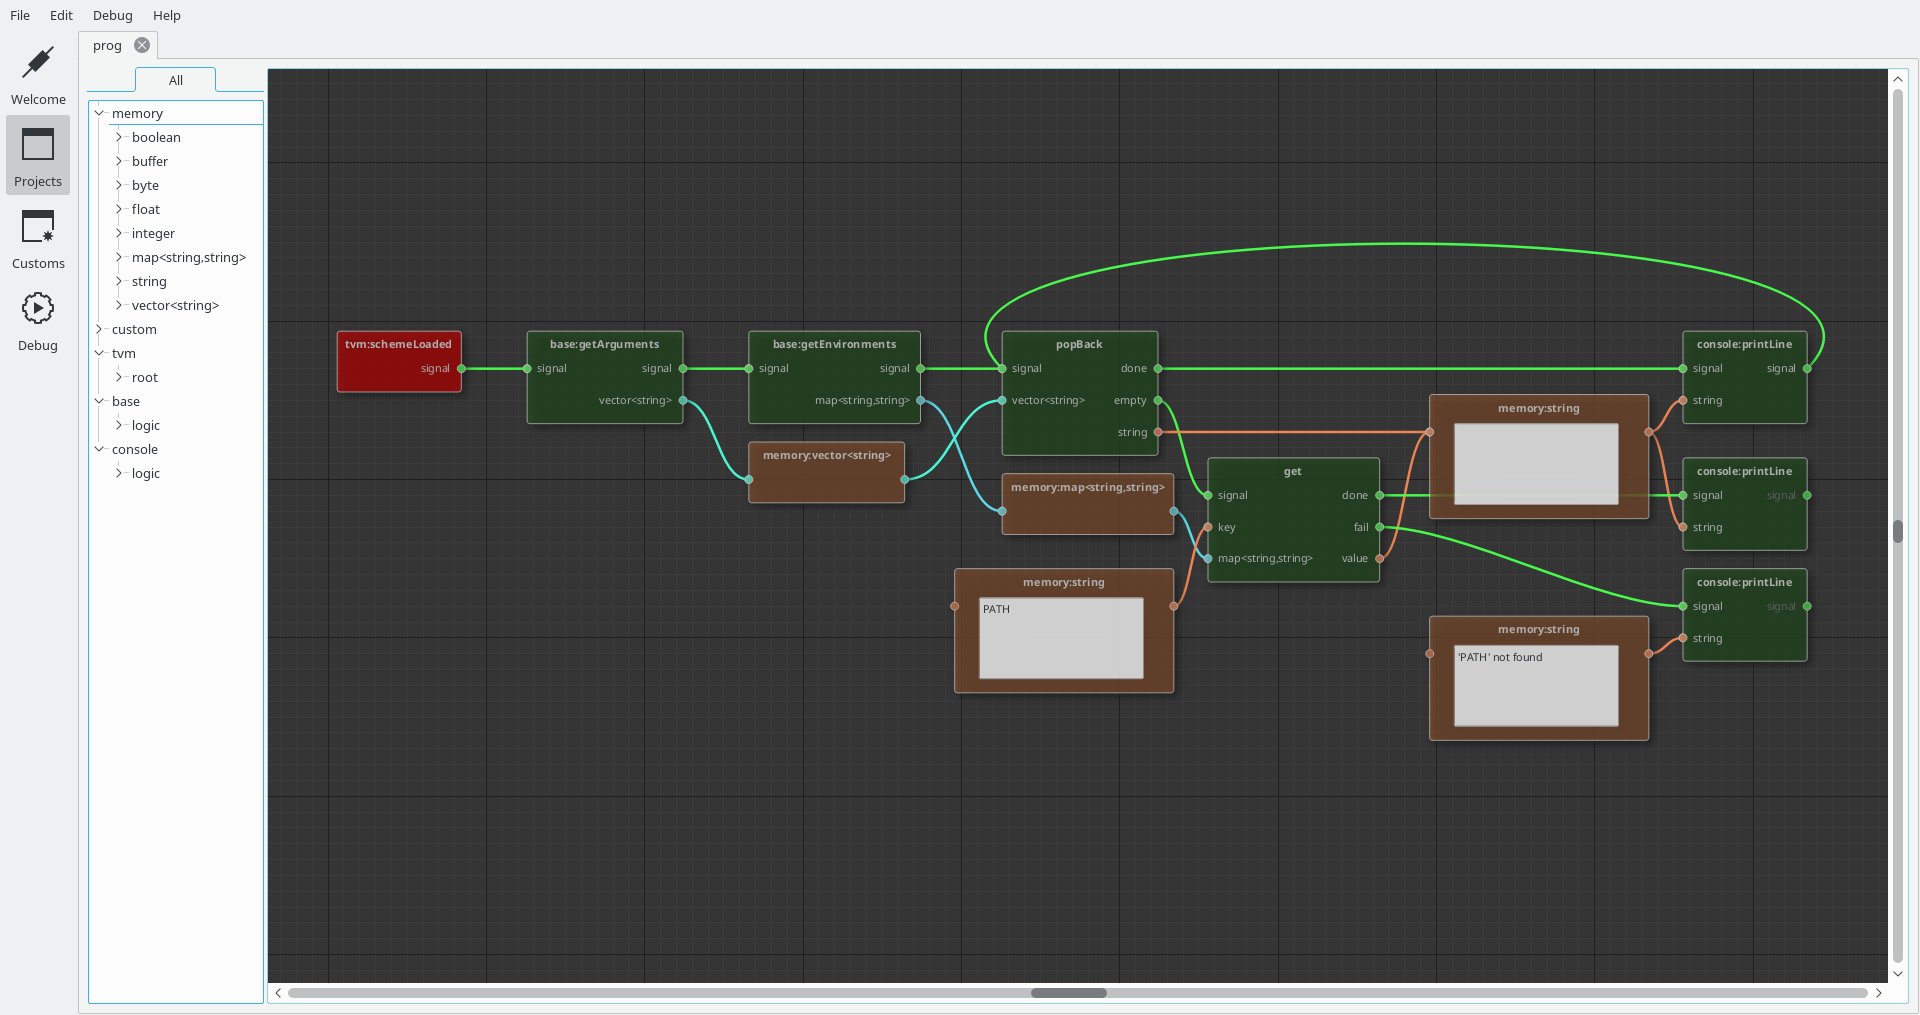 File Edit Debug Help
prog
Welcome
Projects
Customs
Debug
All
memory
boolean
buffer
byte
float
integer
map<string,string>
string
vector<string>
custom
tvm
root
base
logic
console
logic
tvm:schemeLoaded
signal
base:getArguments
signal signal
vector<string>
base:getEnvironments
signal signal
map<string,string>
memory:vector<string>
popBack
signal done
vector<string> empty
string
memory:map<string,string>
memory:string
PATH
get
signal done
key fail
map<string,string> value
memory:string
memory:string
'PATH' not found
console:printLine
signal signal
string
console:printLine
signal signal
string
console:printLine
signal signal
string